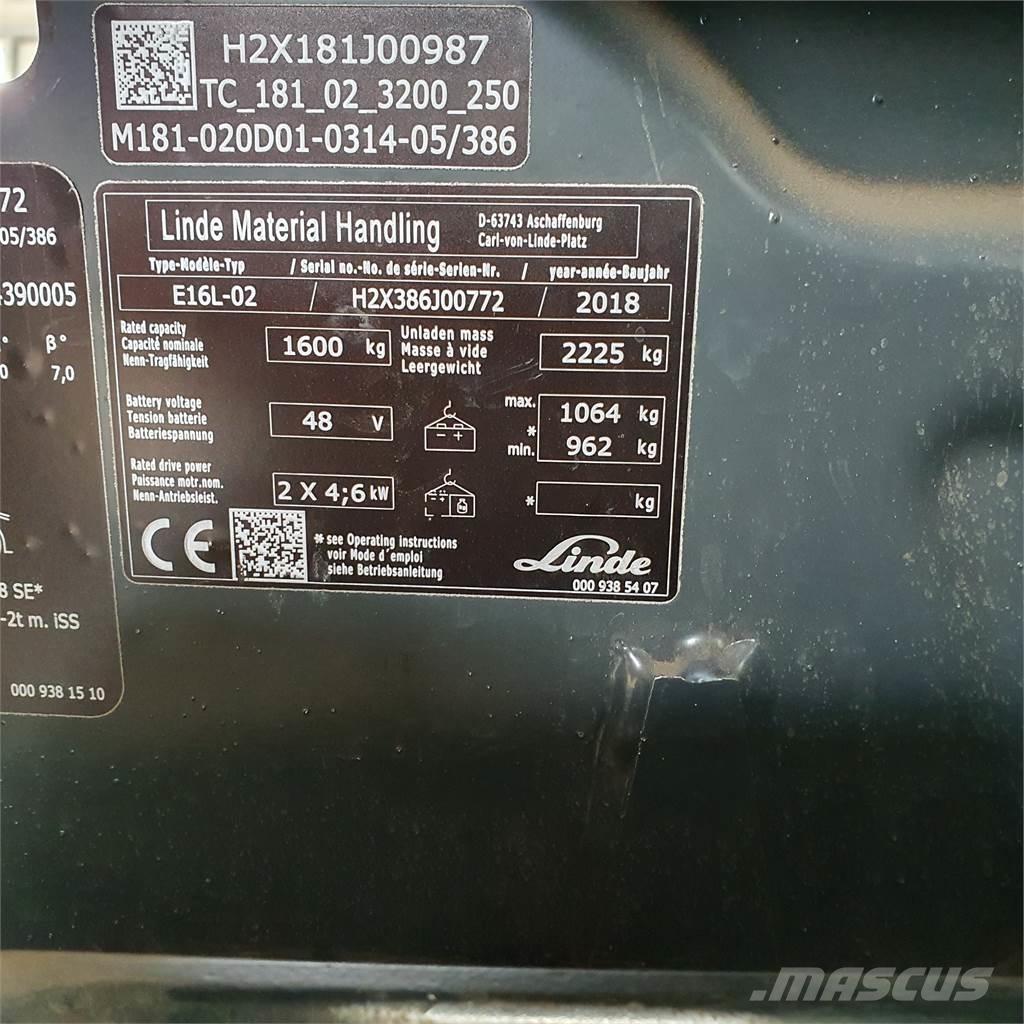 H2X181J00987
TC_181_02_3200_250
M181-020D01-0314-05/386
72
05/386
390005
° β°
0 7,0
8 SE*
-2t m. iSS
000 938 15 10
Linde Material Handling
D-63743 Aschaffenburg
Carl-von-Linde-Platz
Type-Modèle-Typ / Serial no.-No. de série-Serien-Nr. / year-année-Baujahr
E16L-02 / H2X386J00772 / 2018
Rated capacity
Capacité nominale
Nenn-Tragfähigkeit
1600 kg
Unladen mass
Masse à vide
Leergewicht
2225 kg
Battery voltage
Tension batterie
Batteriespannung
48 V
- +
max. 1064 kg
*
min. 962 kg
Rated drive power
Puissance motr.nom.
Nenn-Antriebsleist.
2 X 4;6 kW
* kg
CE
* see Operating instructions
voir Mode d'emploi
siehe Betriebsanleitung
Linde
000 938 54 07
MASCUS